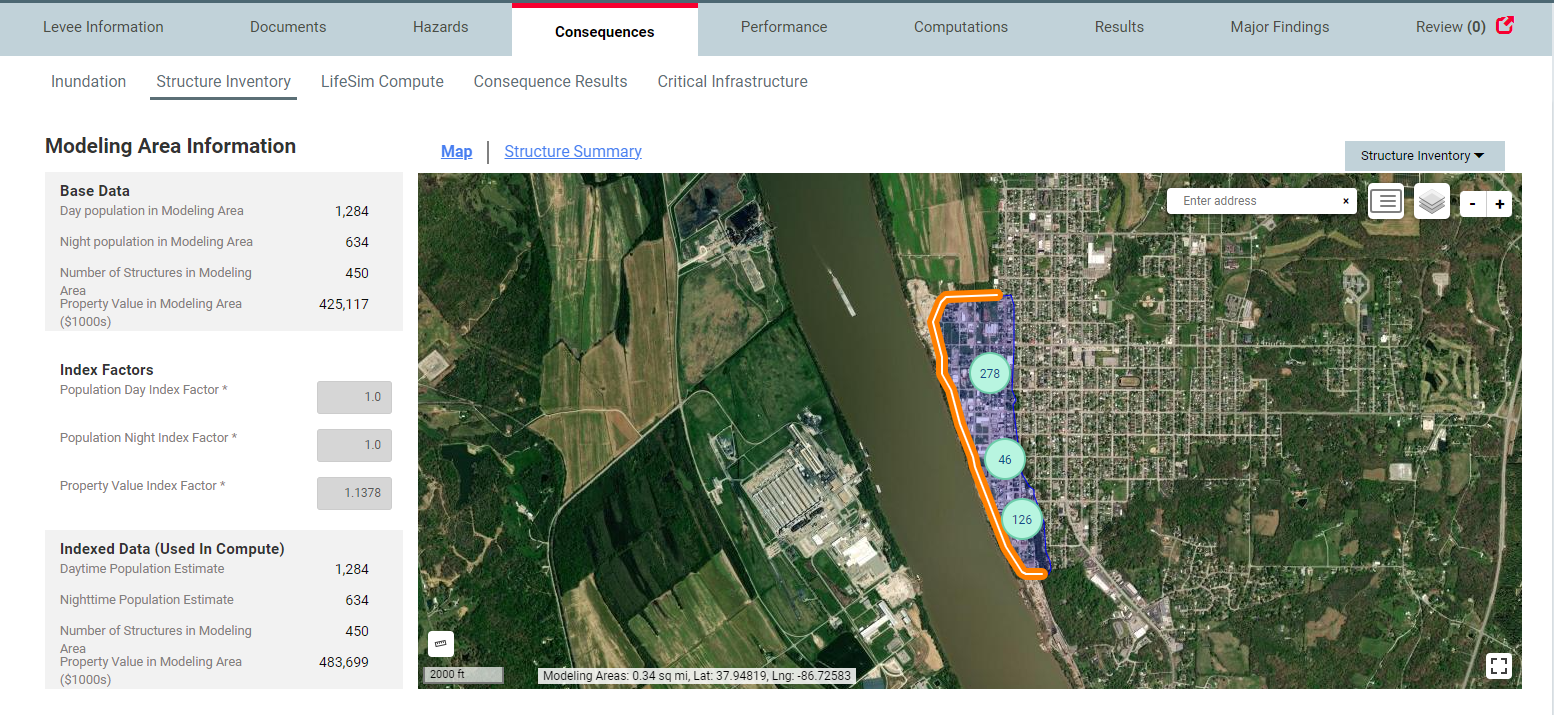 Levee Information Documents Hazards Consequences Performance Computations Results Major Findings Review (0)
Inundation Structure Inventory LifeSim Compute Consequence Results Critical Infrastructure
Modeling Area Information
Base Data
Day population in Modeling Area 1,284
Night population in Modeling Area 634
Number of Structures in Modeling 450
Area
Property Value in Modeling Area 425,117
($1000s)
Index Factors
Population Day Index Factor * 1.0
Population Night Index Factor * 1.0
Property Value Index Factor * 1.1378
Indexed Data (Used In Compute)
Daytime Population Estimate 1,284
Nighttime Population Estimate 634
Number of Structures in Modeling 450
Area
Property Value in Modeling Area 483,699
($1000s)
Map Structure Summary
Structure Inventory
Enter address × - +
278
46
126
2000 ft Modeling Areas: 0.34 sq mi, Lat: 37.94819, Lng: -86.72583